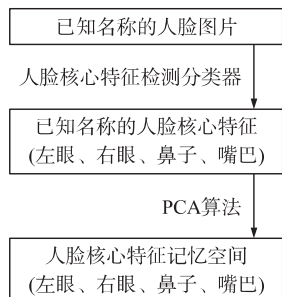 已知名称的人脸图片
人脸核心特征检测分类器
已知名称的人脸核心特征
(左眼、右眼、鼻子、嘴巴)
PCA算法
人脸核心特征记忆空间
(左眼、右眼、鼻子、嘴巴)